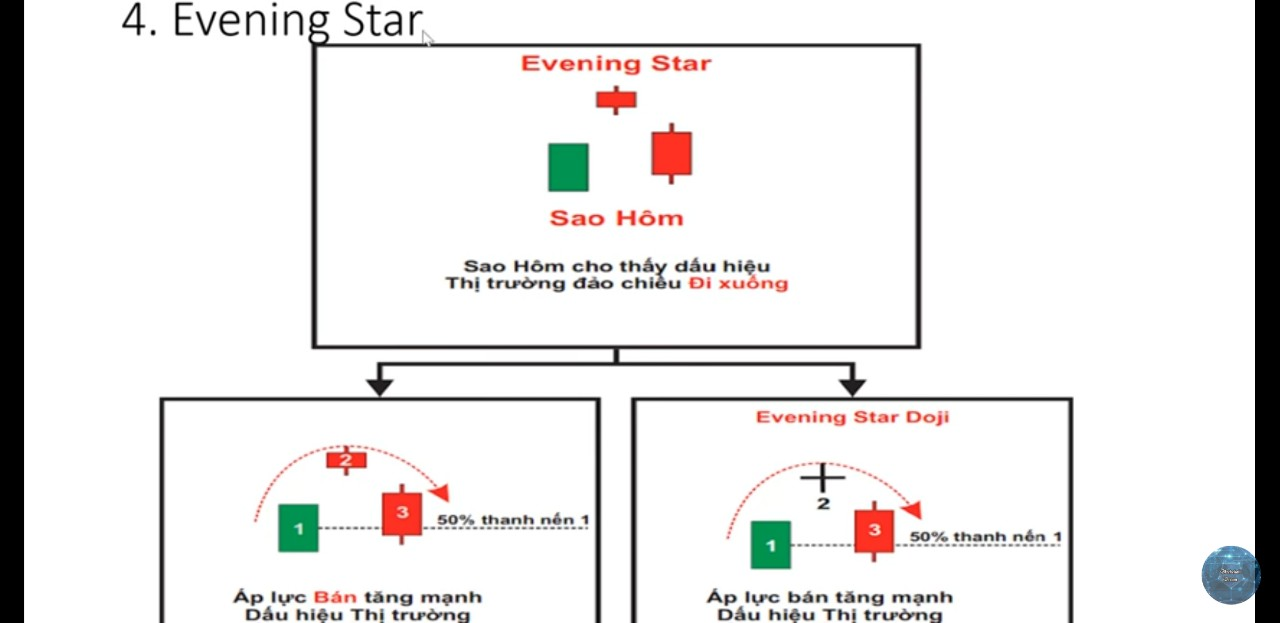 4. Evening Star
Evening Star
Sao Hôm
Sao Hôm cho thấy dấu hiệu
Thị trường đảo chiều Đi xuống
2
1
3
50% thanh nến 1
Áp lực Bán tăng mạnh
Dấu hiệu Thị trường
Evening Star Doji
2
1
3
50% thanh nến 1
Áp lực bán tăng mạnh
Dấu hiệu Thị trường